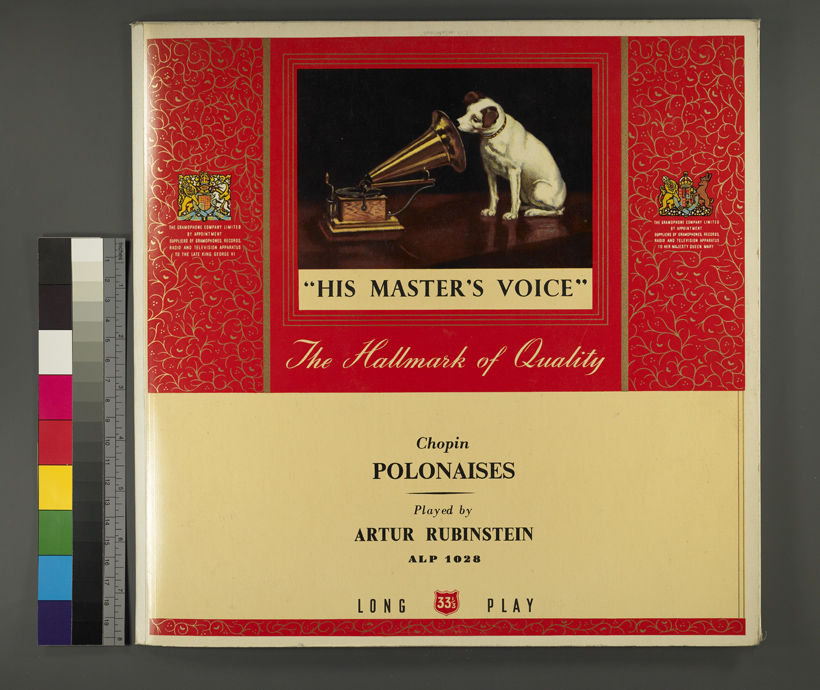 "HIS MASTER'S VOICE"
The Hallmark of Quality
THE GRAMOPHONE COMPANY LIMITED
BY APPOINTMENT
SUPPLIERS OF GRAMOPHONES, RECORDS,
RADIO AND TELEVISION APPARATUS
TO THE LATE KING GEORGE VI
THE GRAMOPHONE COMPANY LIMITED
BY APPOINTMENT
SUPPLIERS OF GRAMOPHONES, RECORDS,
RADIO AND TELEVISION APPARATUS
TO HER MAJESTY QUEEN MARY
Chopin
POLONAISES
Played by
ARTUR RUBINSTEIN
ALP 1028
LONG 33⅓ PLAY